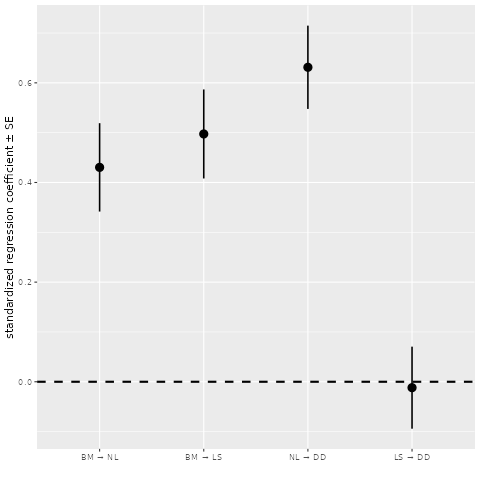 standardized regression coefficient ± SE
0.6
0.4
0.2
0.0
BM → NL BM → LS NL → DD LS → DD